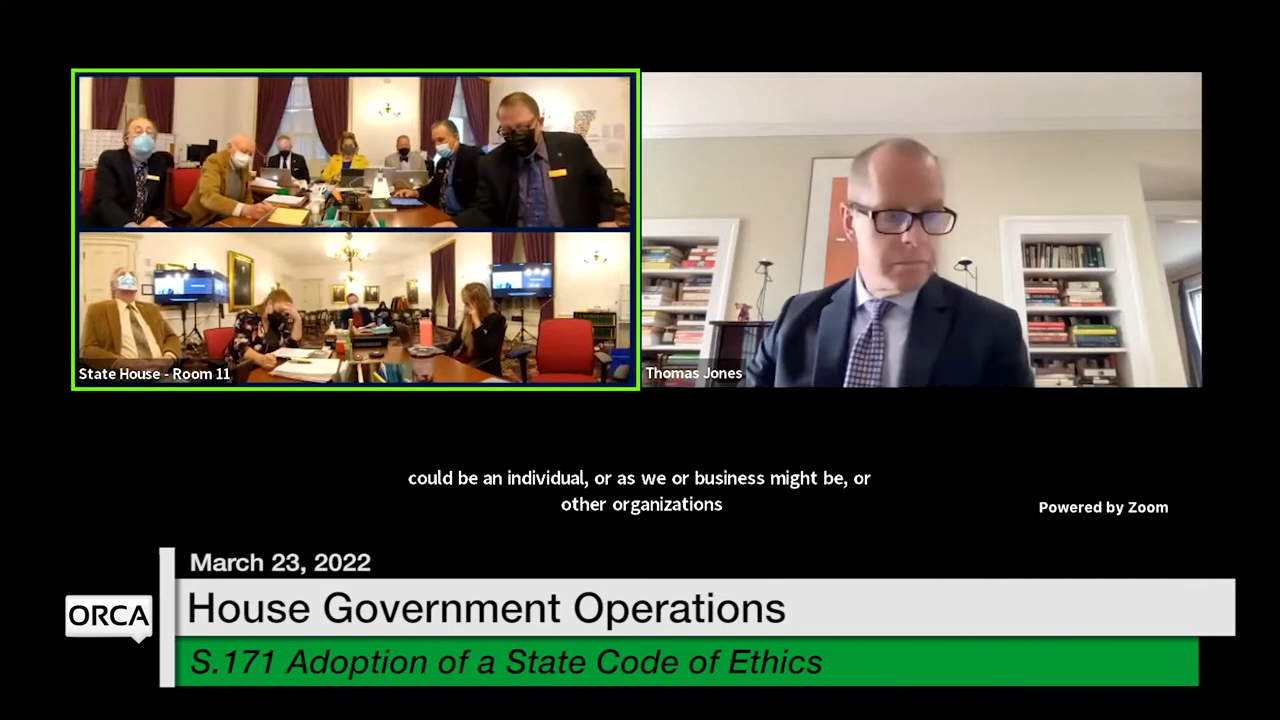 State House - Room 11
Thomas Jones
could be an individual, or as we or business might be, or
other organizations
Powered by Zoom
March 23, 2022
ORCA
House Government Operations
S.171 Adoption of a State Code of Ethics